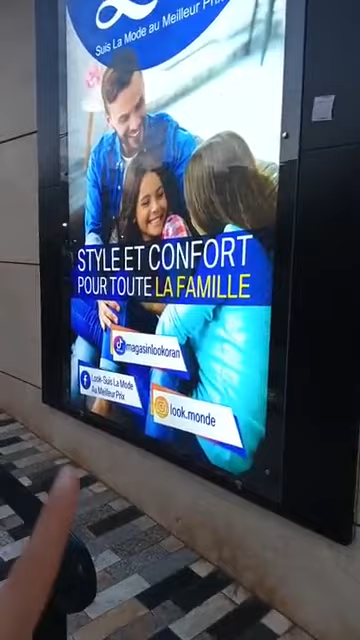 Suis La Mode au Meilleur Prix
STYLE ET CONFORT
POUR TOUTE LA FAMILLE
magasinlookoran
Look-Suis La Mode
Au Meilleur Prix
look.monde